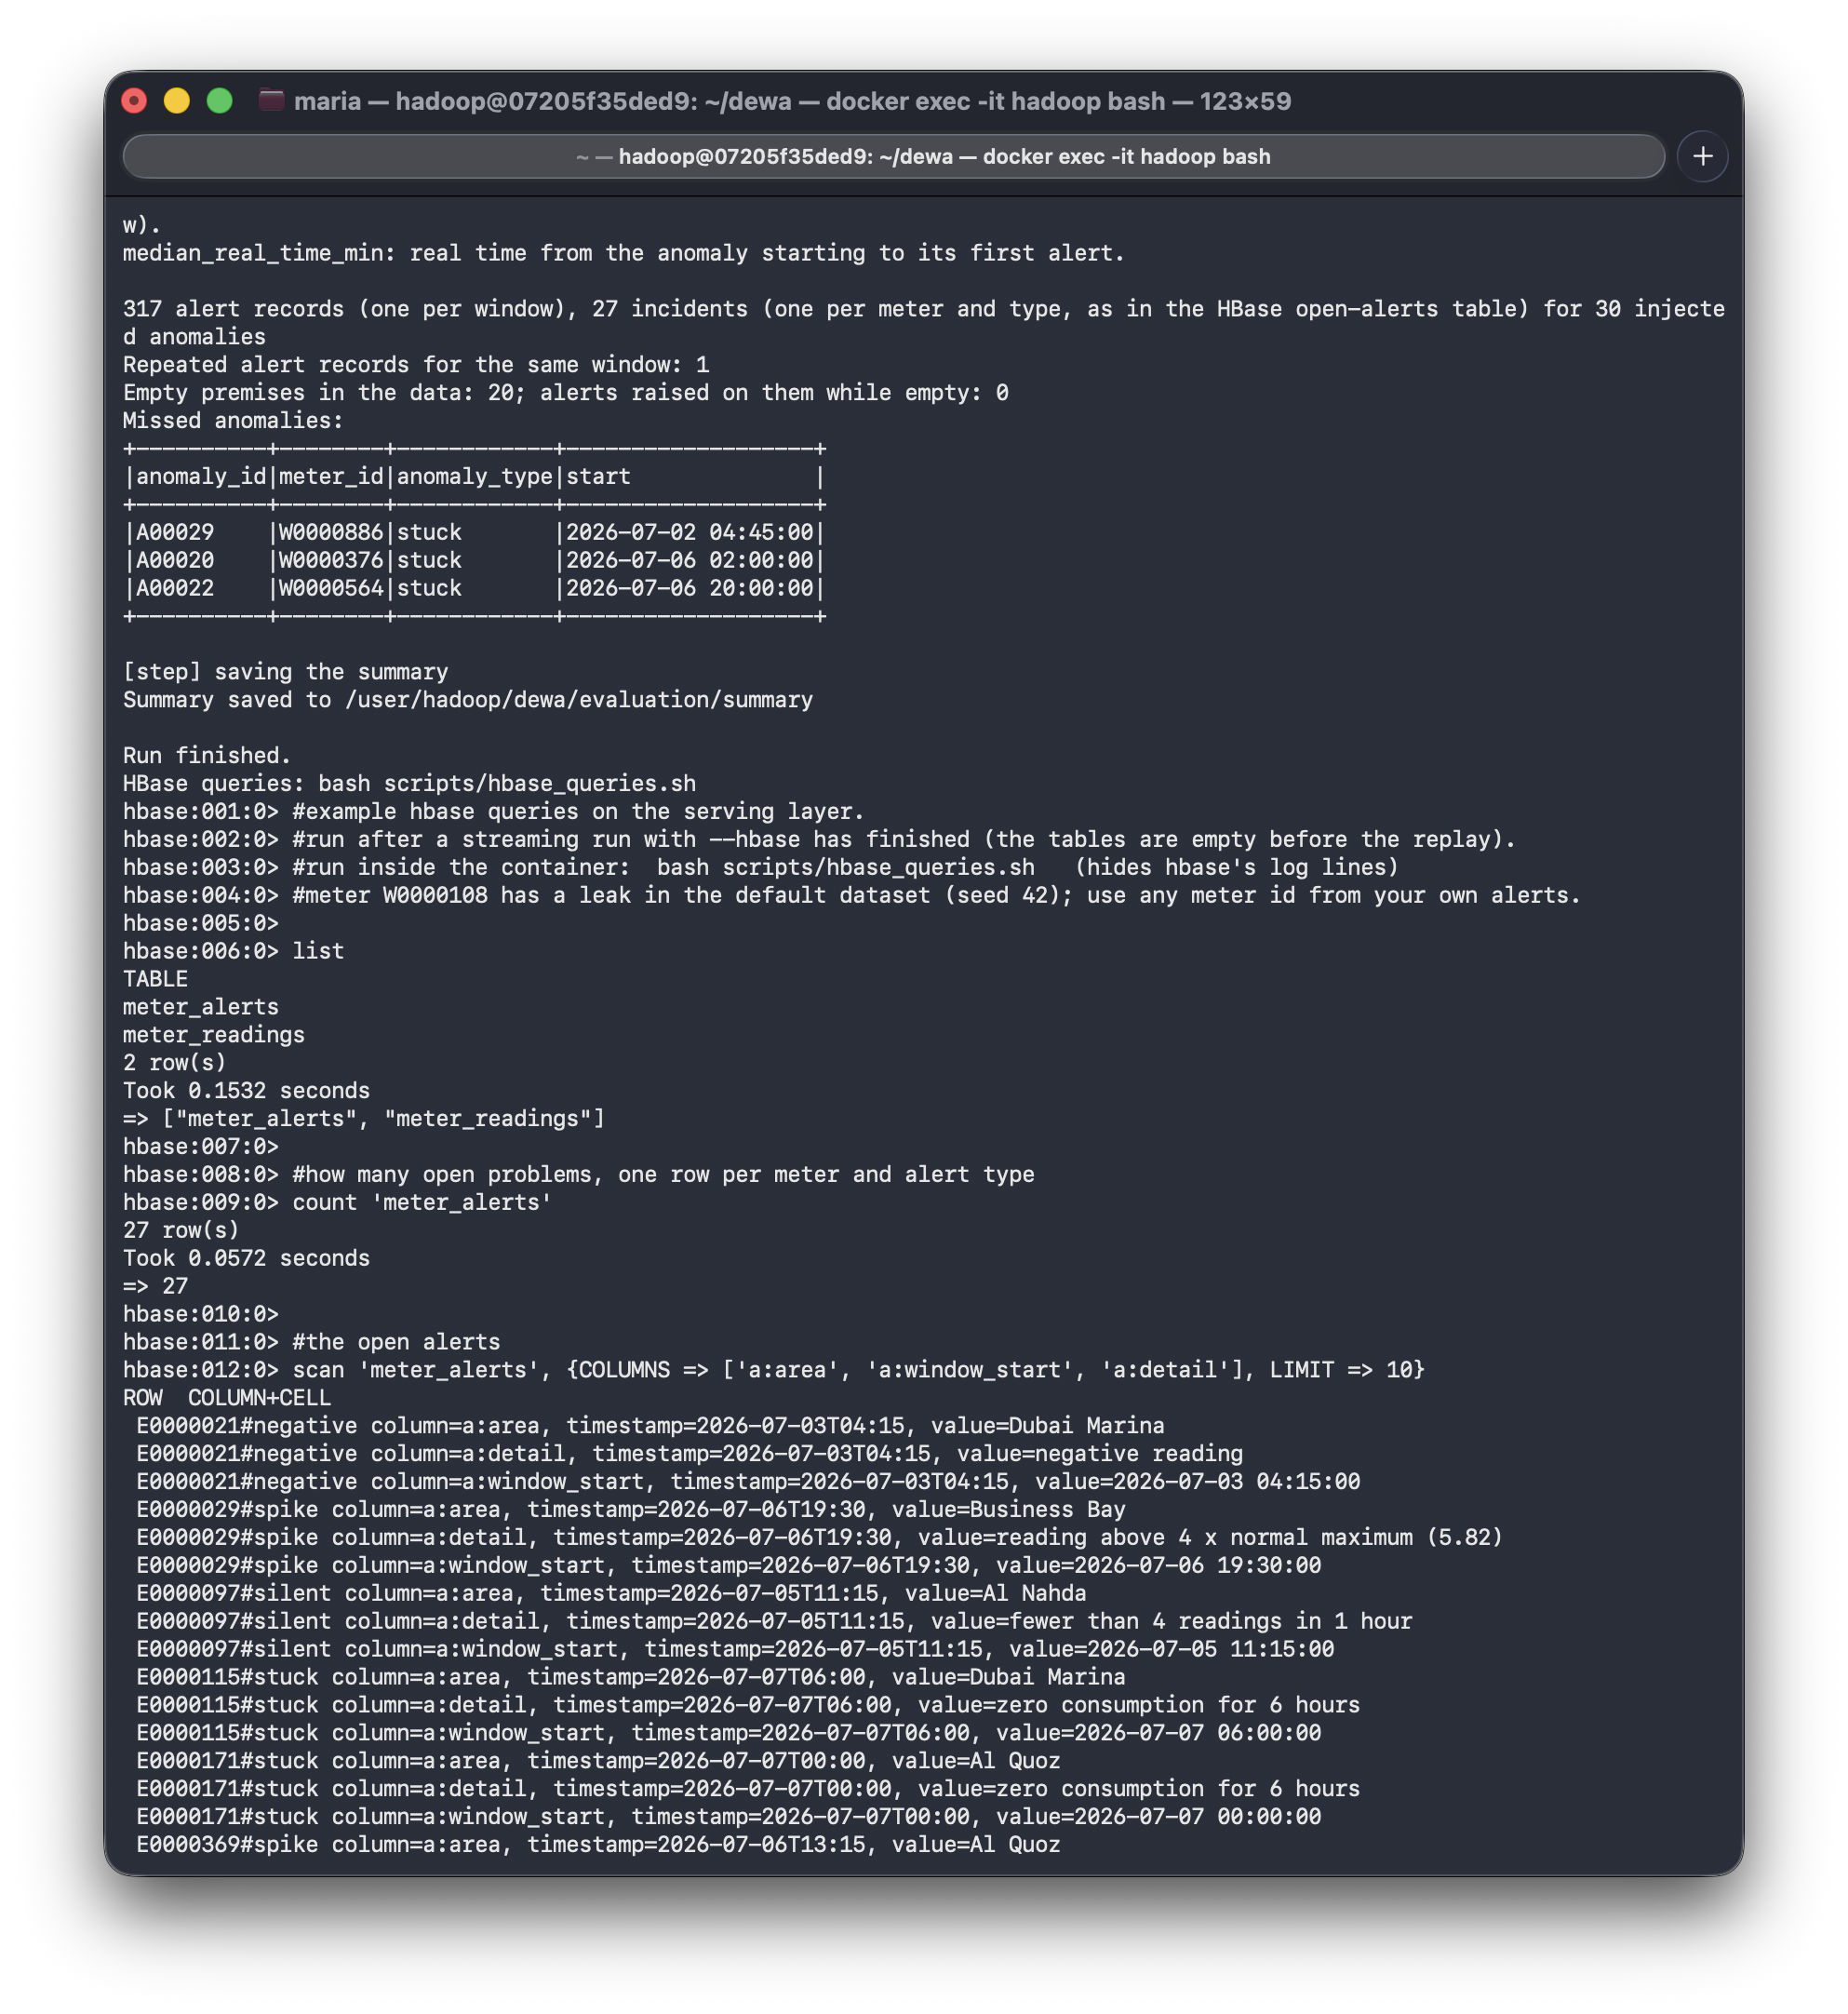 maria — hadoop@07205f35ded9: ~/dewa — docker exec -it hadoop bash — 123×59
~ — hadoop@07205f35ded9: ~/dewa — docker exec -it hadoop bash
+
w).
median_real_time_min: real time from the anomaly starting to its first alert.

317 alert records (one per window), 27 incidents (one per meter and type, as in the HBase open-alerts table) for 30 injecte
d anomalies
Repeated alert records for the same window: 1
Empty premises in the data: 20; alerts raised on them while empty: 0
Missed anomalies:
+----------+--------+------------+-------------------+
|anomaly_id|meter_id|anomaly_type|start              |
+----------+--------+------------+-------------------+
|A00029    |W0000886|stuck       |2026-07-02 04:45:00|
|A00020    |W0000376|stuck       |2026-07-06 02:00:00|
|A00022    |W0000564|stuck       |2026-07-06 20:00:00|
+----------+--------+------------+-------------------+

[step] saving the summary
Summary saved to /user/hadoop/dewa/evaluation/summary

Run finished.
HBase queries: bash scripts/hbase_queries.sh
hbase:001:0> #example hbase queries on the serving layer.
hbase:002:0> #run after a streaming run with --hbase has finished (the tables are empty before the replay).
hbase:003:0> #run inside the container:  bash scripts/hbase_queries.sh   (hides hbase's log lines)
hbase:004:0> #meter W0000108 has a leak in the default dataset (seed 42); use any meter id from your own alerts.
hbase:005:0>
hbase:006:0> list
TABLE
meter_alerts
meter_readings
2 row(s)
Took 0.1532 seconds
=> ["meter_alerts", "meter_readings"]
hbase:007:0>
hbase:008:0> #how many open problems, one row per meter and alert type
hbase:009:0> count 'meter_alerts'
27 row(s)
Took 0.0572 seconds
=> 27
hbase:010:0>
hbase:011:0> #the open alerts
hbase:012:0> scan 'meter_alerts', {COLUMNS => ['a:area', 'a:window_start', 'a:detail'], LIMIT => 10}
ROW  COLUMN+CELL
 E0000021#negative column=a:area, timestamp=2026-07-03T04:15, value=Dubai Marina
 E0000021#negative column=a:detail, timestamp=2026-07-03T04:15, value=negative reading
 E0000021#negative column=a:window_start, timestamp=2026-07-03T04:15, value=2026-07-03 04:15:00
 E0000029#spike column=a:area, timestamp=2026-07-06T19:30, value=Business Bay
 E0000029#spike column=a:detail, timestamp=2026-07-06T19:30, value=reading above 4 x normal maximum (5.82)
 E0000029#spike column=a:window_start, timestamp=2026-07-06T19:30, value=2026-07-06 19:30:00
 E0000097#silent column=a:area, timestamp=2026-07-05T11:15, value=Al Nahda
 E0000097#silent column=a:detail, timestamp=2026-07-05T11:15, value=fewer than 4 readings in 1 hour
 E0000097#silent column=a:window_start, timestamp=2026-07-05T11:15, value=2026-07-05 11:15:00
 E0000115#stuck column=a:area, timestamp=2026-07-07T06:00, value=Dubai Marina
 E0000115#stuck column=a:detail, timestamp=2026-07-07T06:00, value=zero consumption for 6 hours
 E0000115#stuck column=a:window_start, timestamp=2026-07-07T06:00, value=2026-07-07 06:00:00
 E0000171#stuck column=a:area, timestamp=2026-07-07T00:00, value=Al Quoz
 E0000171#stuck column=a:detail, timestamp=2026-07-07T00:00, value=zero consumption for 6 hours
 E0000171#stuck column=a:window_start, timestamp=2026-07-07T00:00, value=2026-07-07 00:00:00
 E0000369#spike column=a:area, timestamp=2026-07-06T13:15, value=Al Quoz